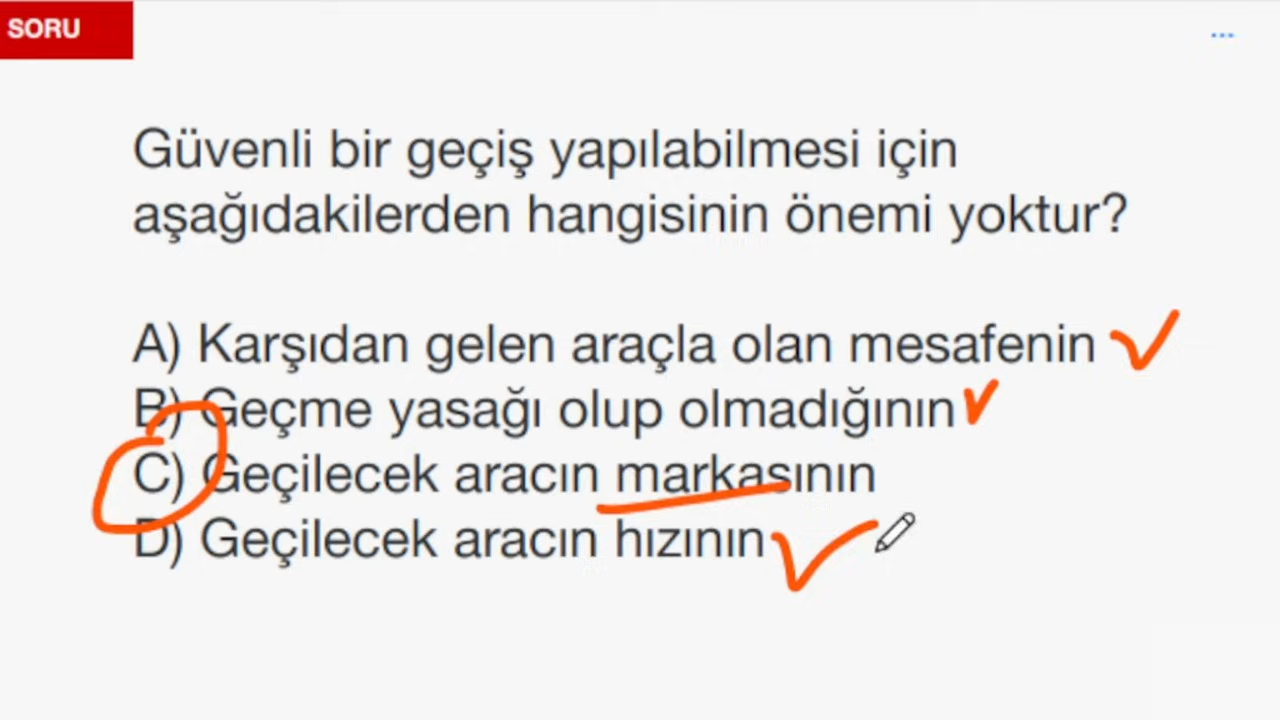 SORU
Güvenli bir geçiş yapılabilmesi için
aşağıdakilerden hangisinin önemi yoktur?
A) Karşıdan gelen araçla olan mesafenin
B) Geçme yasağı olup olmadığının
C) Geçilecek aracın markasının
D) Geçilecek aracın hızının